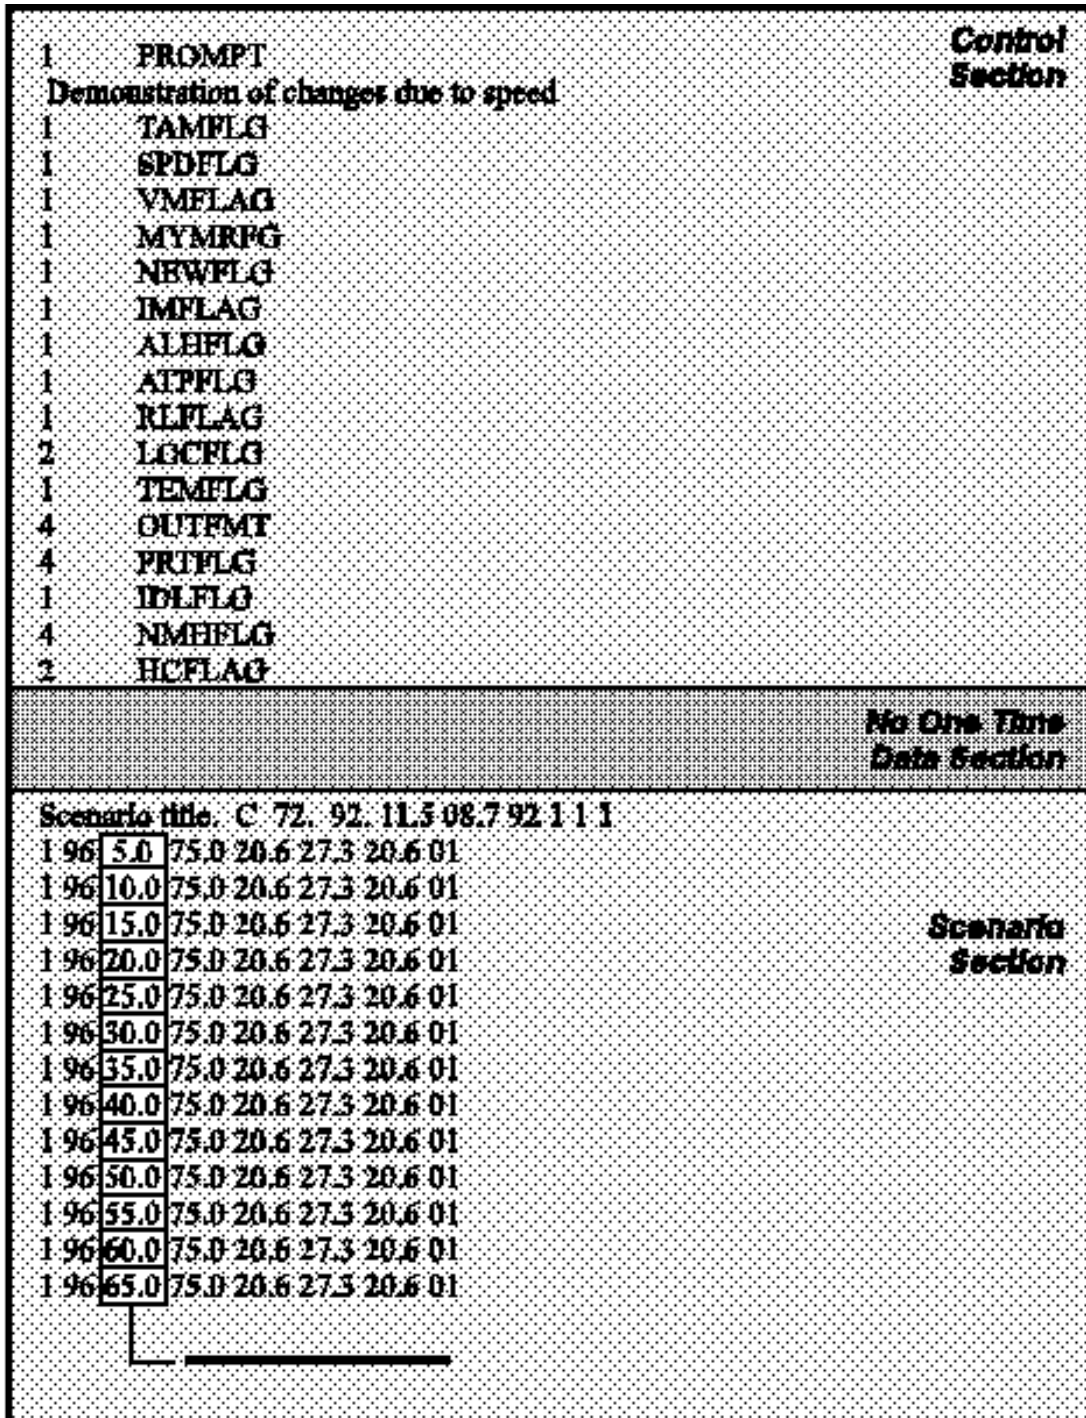 Control
Section
1 PROMPT
Demonstration of changes due to speed
1 TAMFLG
1 SPDFLG
1 VMFLAG
1 MYMRFG
1 NEWFLG
1 IMFLAG
1 ALHFLG
1 ATPFLG
1 RLFLAG
2 LOCFLG
1 TEMFLG
4 OUTFMT
4 PRTFLG
1 IDLFLG
4 NMHFLG
2 HCFLAG
No One Time
Data Section
Scenario title. C 72. 92. 11.5 08.7 92 1 1 1
1 96 5.0 75.0 20.6 27.3 20.6 01
1 96 10.0 75.0 20.6 27.3 20.6 01
1 96 15.0 75.0 20.6 27.3 20.6 01
1 96 20.0 75.0 20.6 27.3 20.6 01
1 96 25.0 75.0 20.6 27.3 20.6 01
1 96 30.0 75.0 20.6 27.3 20.6 01
1 96 35.0 75.0 20.6 27.3 20.6 01
1 96 40.0 75.0 20.6 27.3 20.6 01
1 96 45.0 75.0 20.6 27.3 20.6 01
1 96 50.0 75.0 20.6 27.3 20.6 01
1 96 55.0 75.0 20.6 27.3 20.6 01
1 96 60.0 75.0 20.6 27.3 20.6 01
1 96 65.0 75.0 20.6 27.3 20.6 01
Scenario
Section